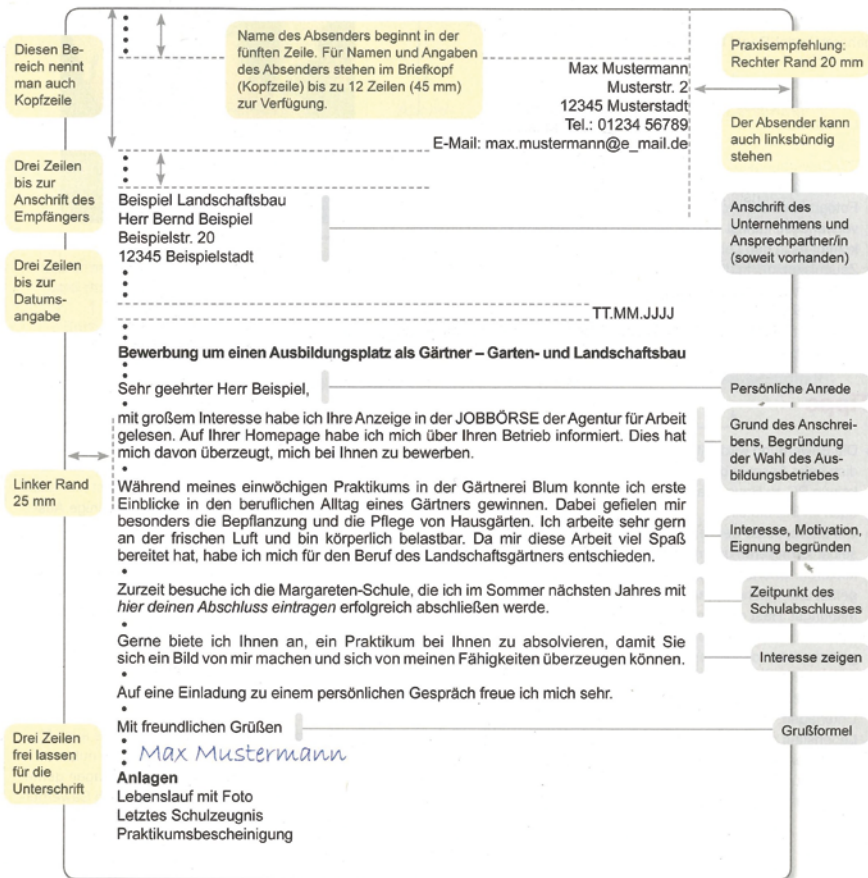 Diesen Be-
reich nennt
man auch
Kopfzeile
Name des Absenders beginnt in der
fünften Zeile. Für Namen und Angaben
des Absenders stehen im Briefkopf
(Kopfzeile) bis zu 12 Zeilen (45 mm)
zur Verfügung.
Praxisempfehlung:
Rechter Rand 20 mm
Max Mustermann
Musterstr. 2
12345 Musterstadt
Tel.: 01234 56789
E-Mail: max.mustermann@e_mail.de
Der Absender kann
auch linksbündig
stehen
Drei Zeilen
bis zur
Anschrift des
Empfängers
Beispiel Landschaftsbau
Herr Bernd Beispiel
Beispielstr. 20
12345 Beispielstadt
Anschrift des
Unternehmens und
Ansprechpartner/in
(soweit vorhanden)
Drei Zeilen
bis zur
Datums-
angabe
TT.MM.JJJJ
Bewerbung um einen Ausbildungsplatz als Gärtner – Garten- und Landschaftsbau
Sehr geehrter Herr Beispiel,
Persönliche Anrede
mit großem Interesse habe ich Ihre Anzeige in der JOBBÖRSE der Agentur für Arbeit
gelesen. Auf Ihrer Homepage habe ich mich über Ihren Betrieb informiert. Dies hat
mich davon überzeugt, mich bei Ihnen zu bewerben.
Grund des Anschrei-
bens, Begründung
der Wahl des Aus-
bildungsbetriebes
Linker Rand
25 mm
Während meines einwöchigen Praktikums in der Gärtnerei Blum konnte ich erste
Einblicke in den beruflichen Alltag eines Gärtners gewinnen. Dabei gefielen mir
besonders die Bepflanzung und die Pflege von Hausgärten. Ich arbeite sehr gern
an der frischen Luft und bin körperlich belastbar. Da mir diese Arbeit viel Spaß
bereitet hat, habe ich mich für den Beruf des Landschaftsgärtners entschieden.
Interesse, Motivation,
Eignung begründen
Zurzeit besuche ich die Margareten-Schule, die ich im Sommer nächsten Jahres mit
hier deinen Abschluss eintragen erfolgreich abschließen werde.
Zeitpunkt des
Schulabschlusses
Gerne biete ich Ihnen an, ein Praktikum bei Ihnen zu absolvieren, damit Sie
sich ein Bild von mir machen und sich von meinen Fähigkeiten überzeugen können.
Interesse zeigen
Auf eine Einladung zu einem persönlichen Gespräch freue ich mich sehr.
Mit freundlichen Grüßen
Grußformel
Drei Zeilen
frei lassen
für die
Unterschrift
Max Mustermann
Anlagen
Lebenslauf mit Foto
Letztes Schulzeugnis
Praktikumsbescheinigung